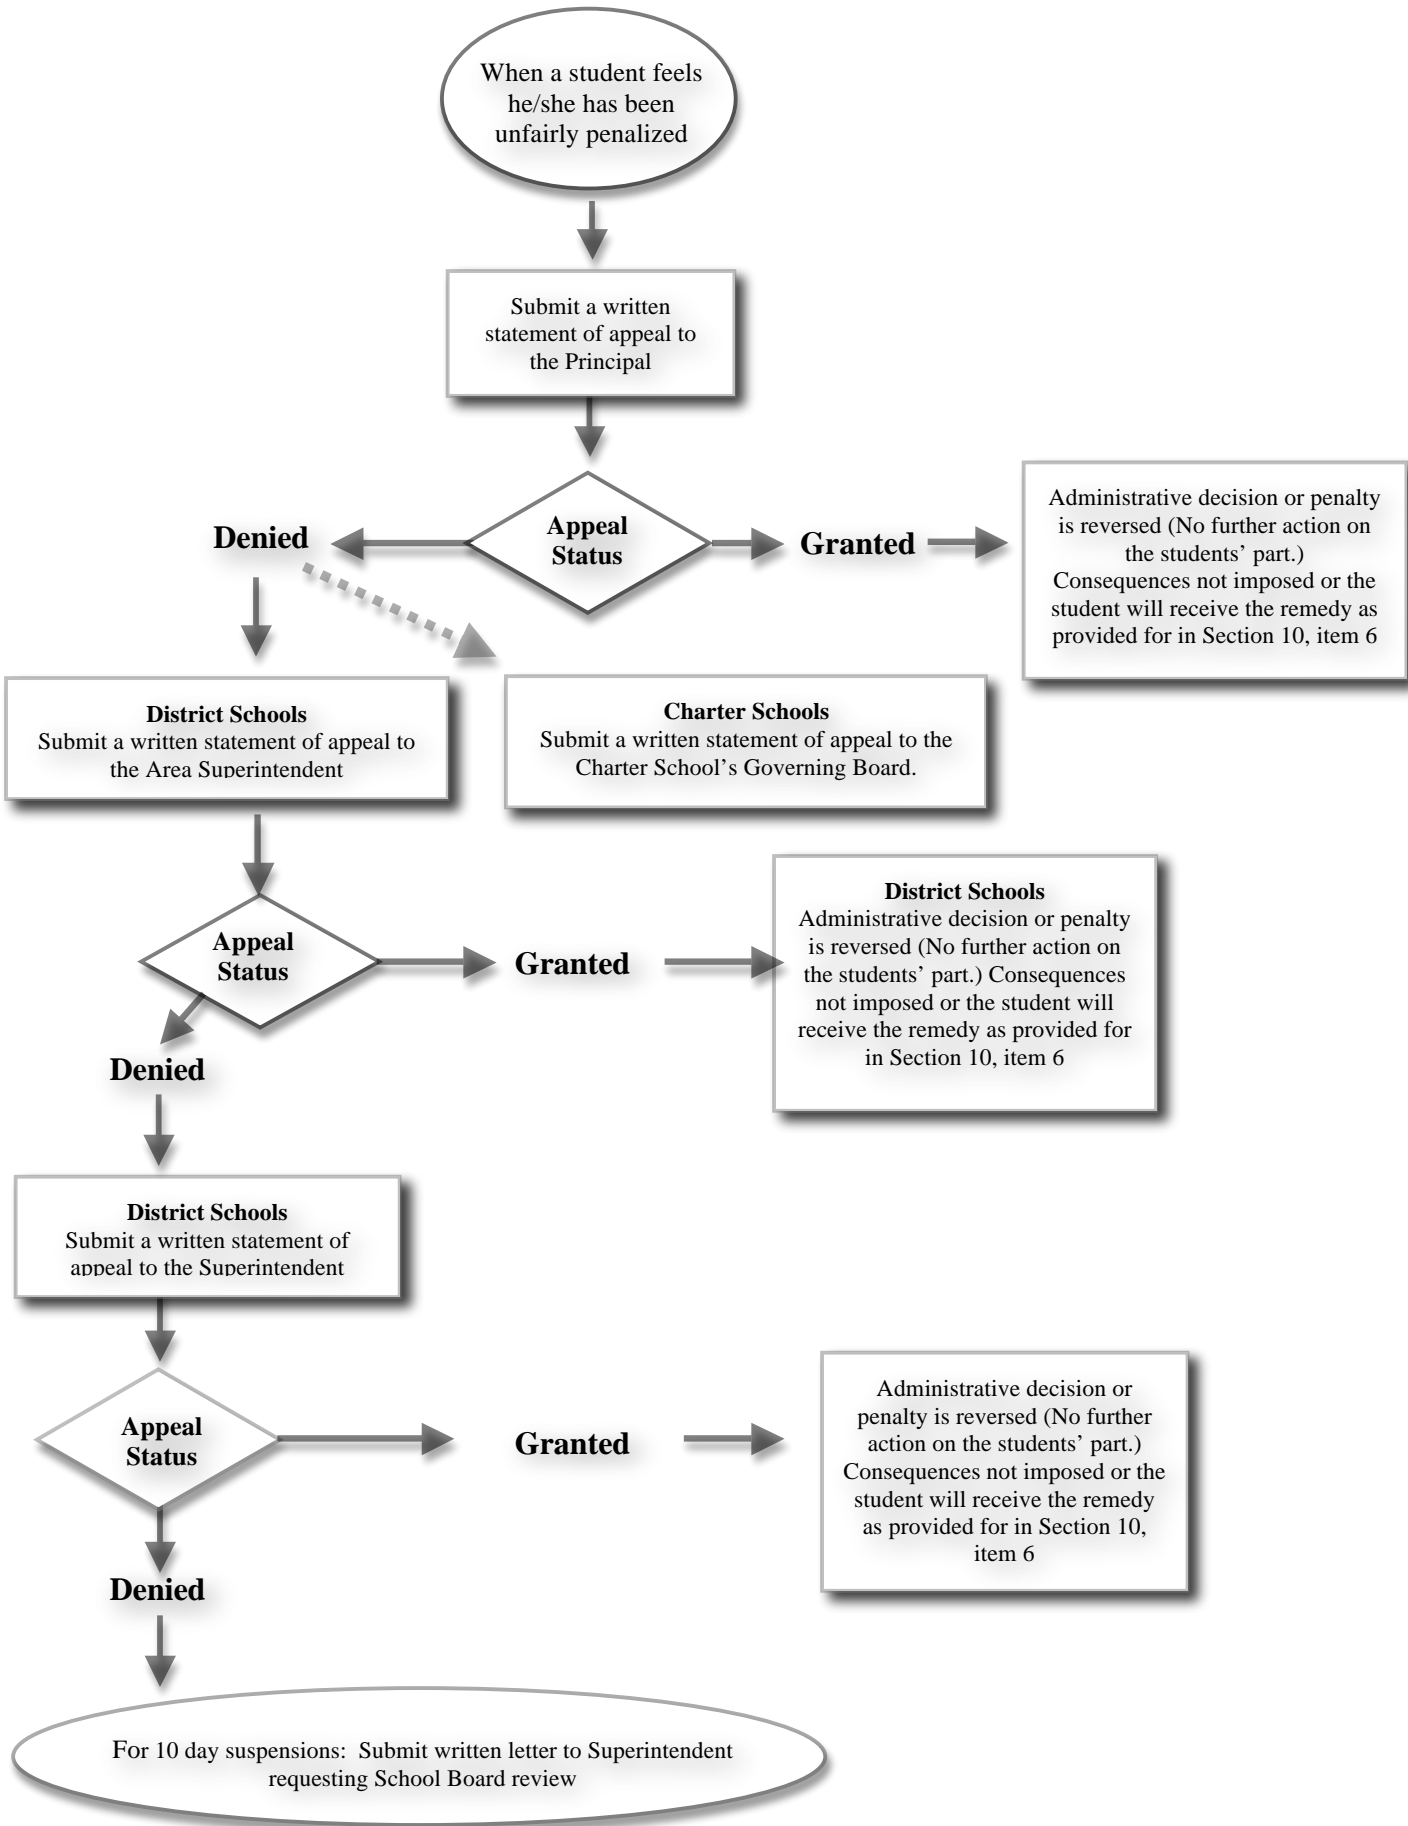 When a student feels
he/she has been
unfairly penalized
Submit a written
statement of appeal to
the Principal
Appeal
Status
Denied
Granted
Administrative decision or penalty
is reversed (No further action on
the students’ part.)
Consequences not imposed or the
student will receive the remedy as
provided for in Section 10, item 6
District Schools
Submit a written statement of appeal to
the Area Superintendent
Charter Schools
Submit a written statement of appeal to the
Charter School’s Governing Board.
Appeal
Status
Granted
District Schools
Administrative decision or penalty
is reversed (No further action on
the students’ part.) Consequences
not imposed or the student will
receive the remedy as provided for
in Section 10, item 6
Denied
District Schools
Submit a written statement of
appeal to the Superintendent
Appeal
Status
Granted
Administrative decision or
penalty is reversed (No further
action on the students’ part.)
Consequences not imposed or the
student will receive the remedy
as provided for in Section 10,
item 6
Denied
For 10 day suspensions:  Submit written letter to Superintendent
requesting School Board review